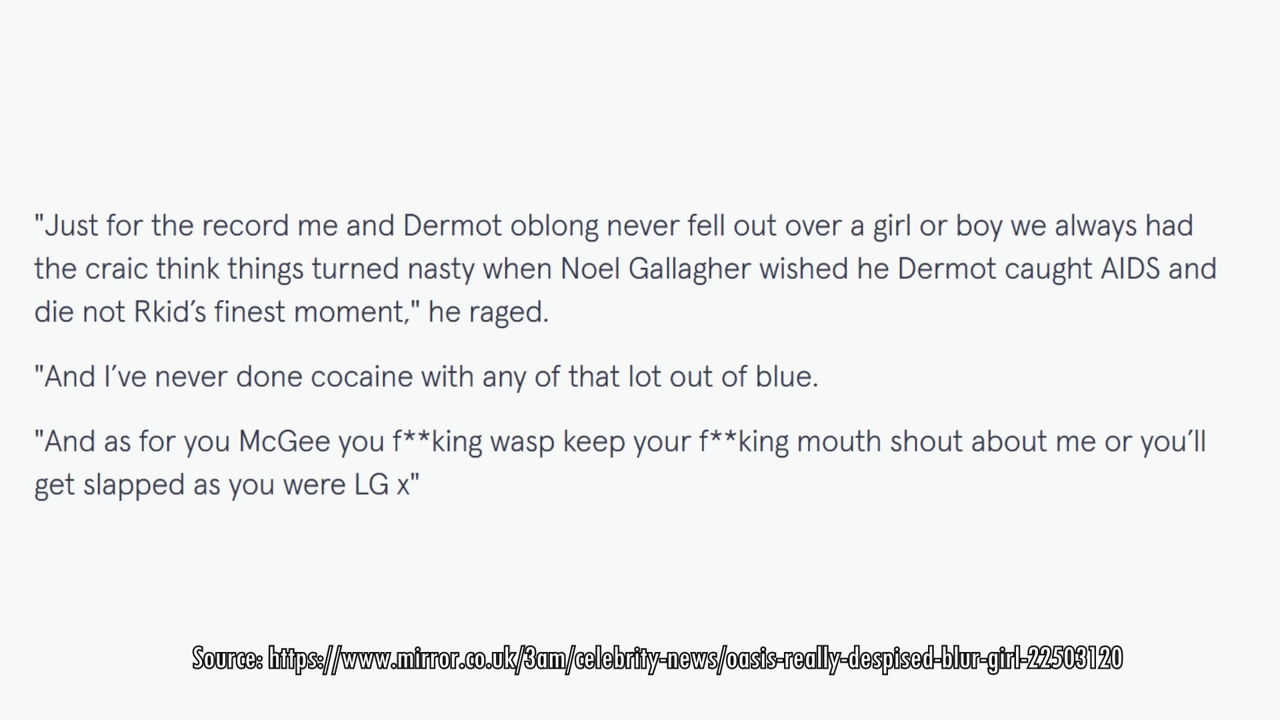 "Just for the record me and Dermot oblong never fell out over a girl or boy we always had
the craic think things turned nasty when Noel Gallagher wished he Dermot caught AIDS and
die not Rkid’s finest moment," he raged.
"And I’ve never done cocaine with any of that lot out of blue.
"And as for you McGee you f**king wasp keep your f**king mouth shout about me or you’ll
get slapped as you were LG x"
Source: https://www.mirror.co.uk/3am/celebrity-news/oasis-really-despised-blur-girl-22503120